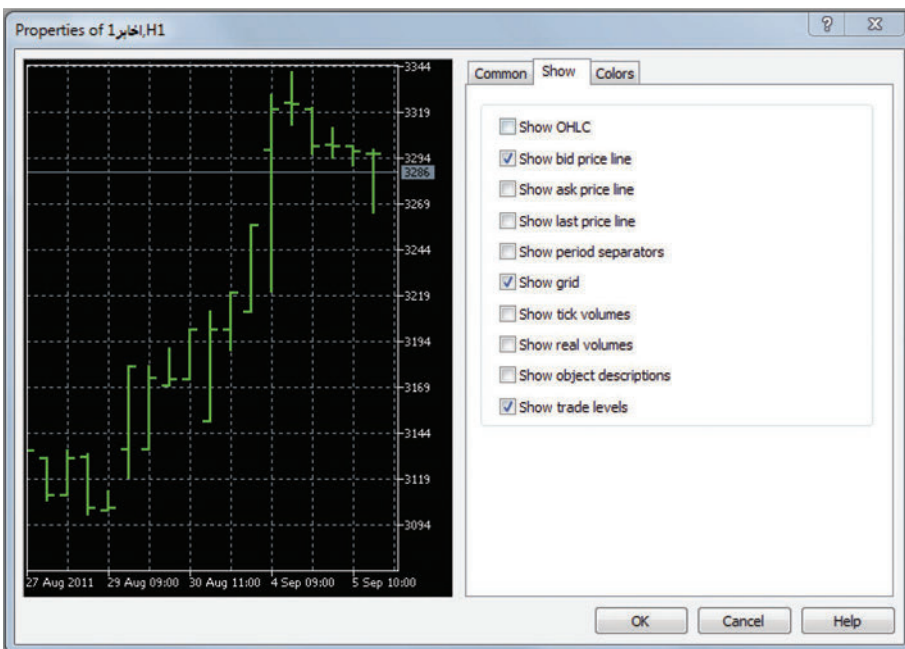 Properties of اخابر1,H1
Common
Show
Colors
Show OHLC
Show bid price line
Show ask price line
Show last price line
Show period separators
Show grid
Show tick volumes
Show real volumes
Show object descriptions
Show trade levels
3344
3319
3294
3286
3269
3244
3219
3194
3169
3144
3119
3094
27 Aug 2011 29 Aug 09:00 30 Aug 11:00 4 Sep 09:00 5 Sep 10:00
OK
Cancel
Help